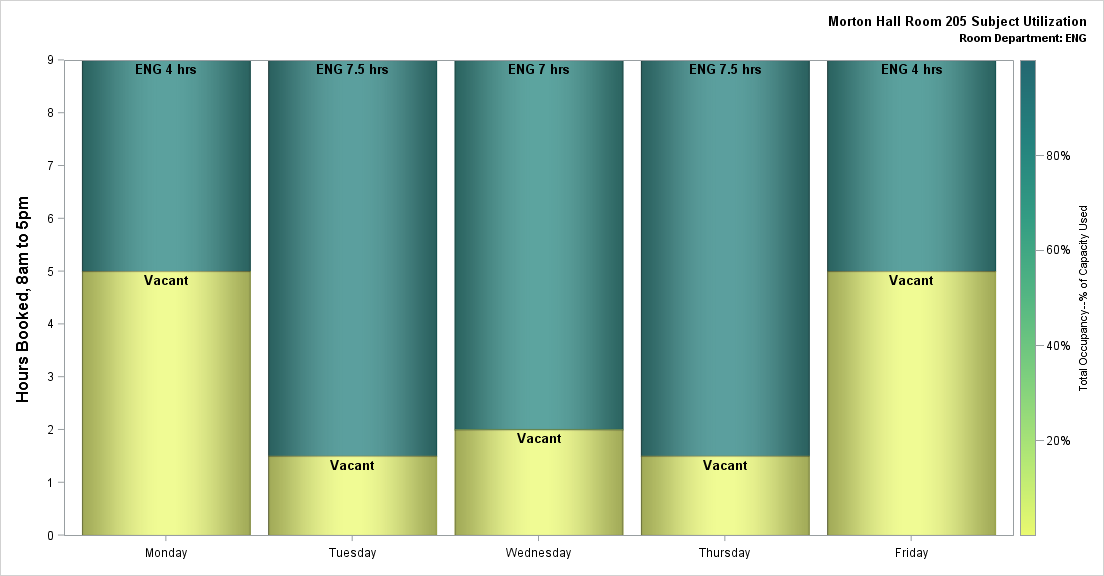 Morton Hall Room 205 Subject Utilization
Room Department: ENG
Hours Booked, 8am to 5pm
9
8
7
6
5
4
3
2
1
0
ENG 4 hrs
Vacant
ENG 7.5 hrs
Vacant
ENG 7 hrs
Vacant
ENG 7.5 hrs
Vacant
ENG 4 hrs
Vacant
Monday
Tuesday
Wednesday
Thursday
Friday
80%
60%
40%
20%
Total Occupancy--% of Capacity Used